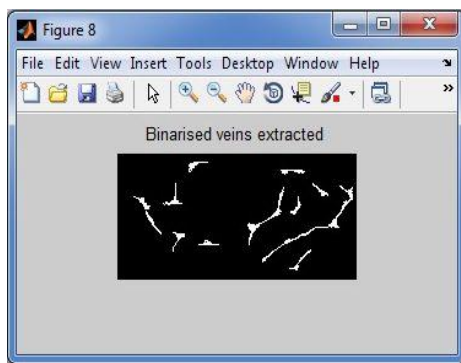 Figure 8
File Edit View Insert Tools Desktop Window Help
Binarised veins extracted